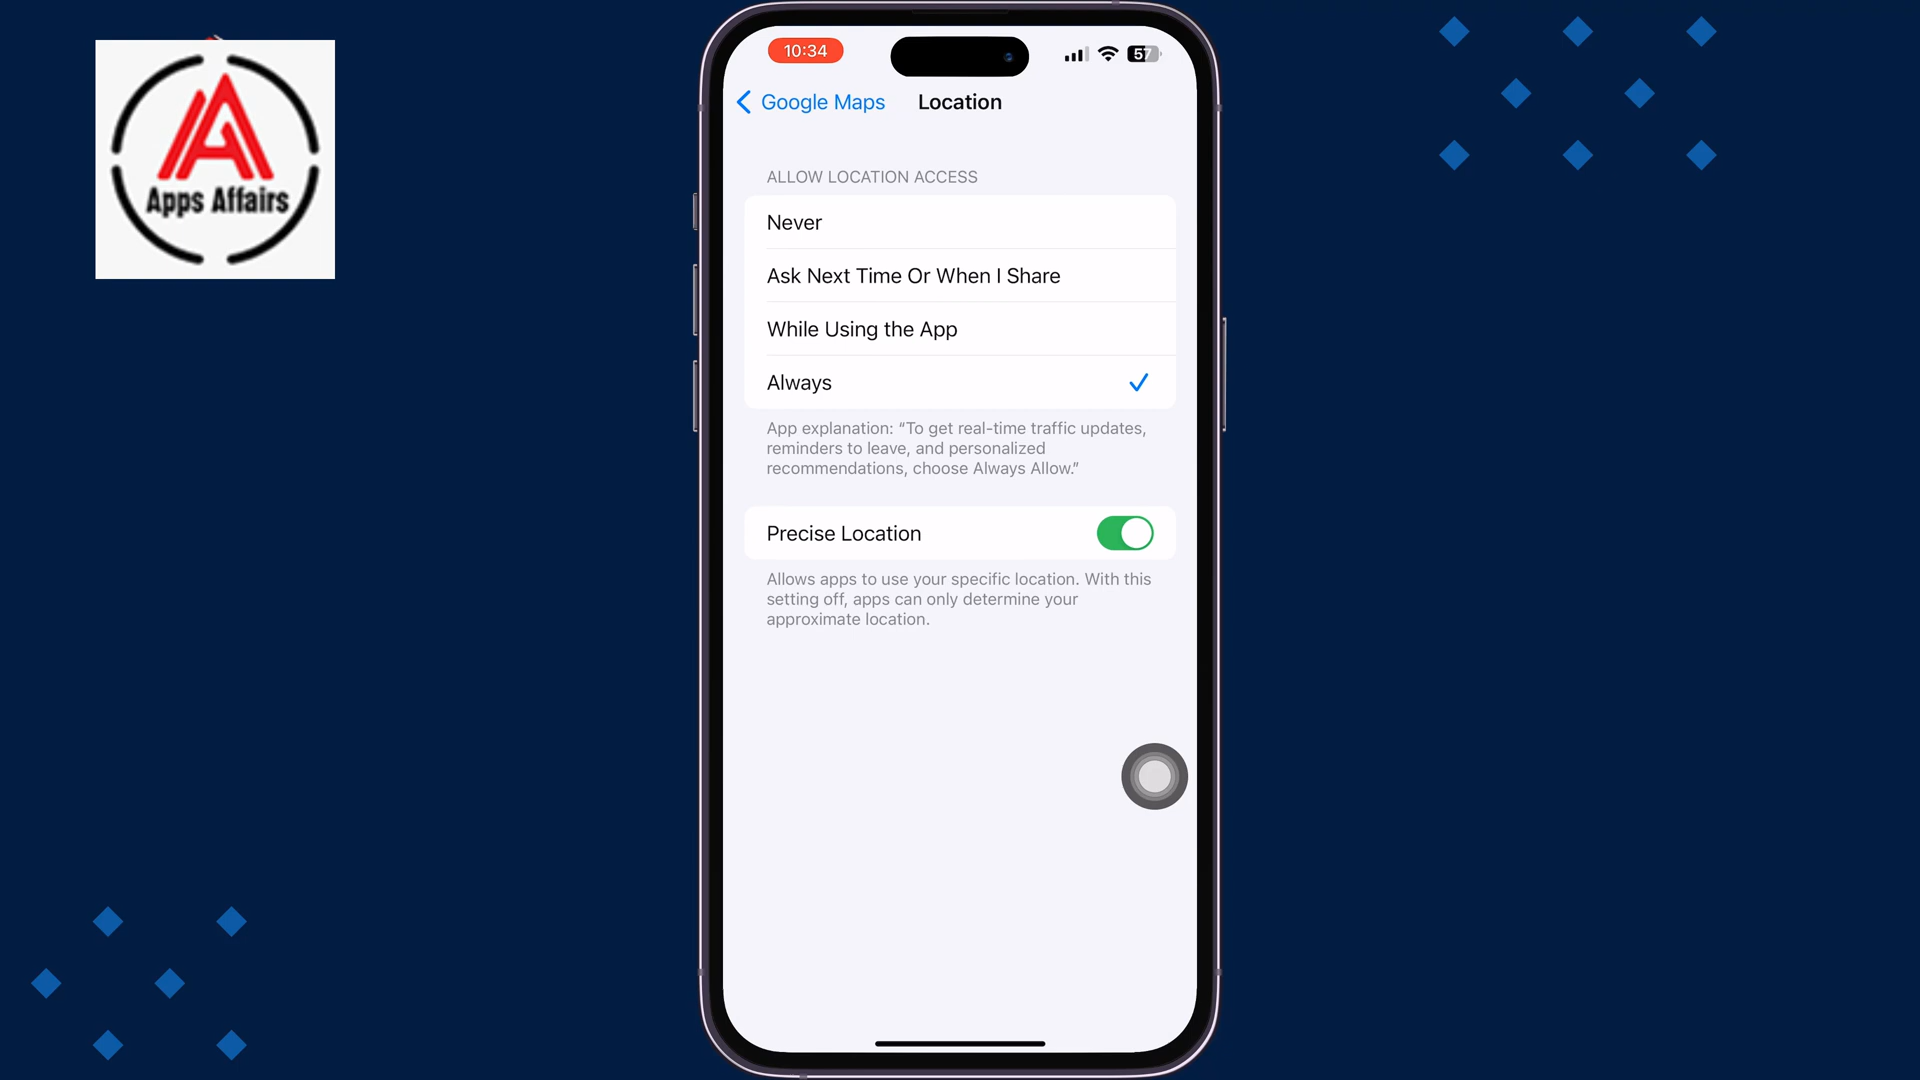 Apps Affairs
10:34
57
Google Maps
Location
ALLOW LOCATION ACCESS
Never
Ask Next Time Or When I Share
While Using the App
Always
App explanation: “To get real-time traffic updates,
reminders to leave, and personalized
recommendations, choose Always Allow.”
Precise Location
Allows apps to use your specific location. With this
setting off, apps can only determine your
approximate location.